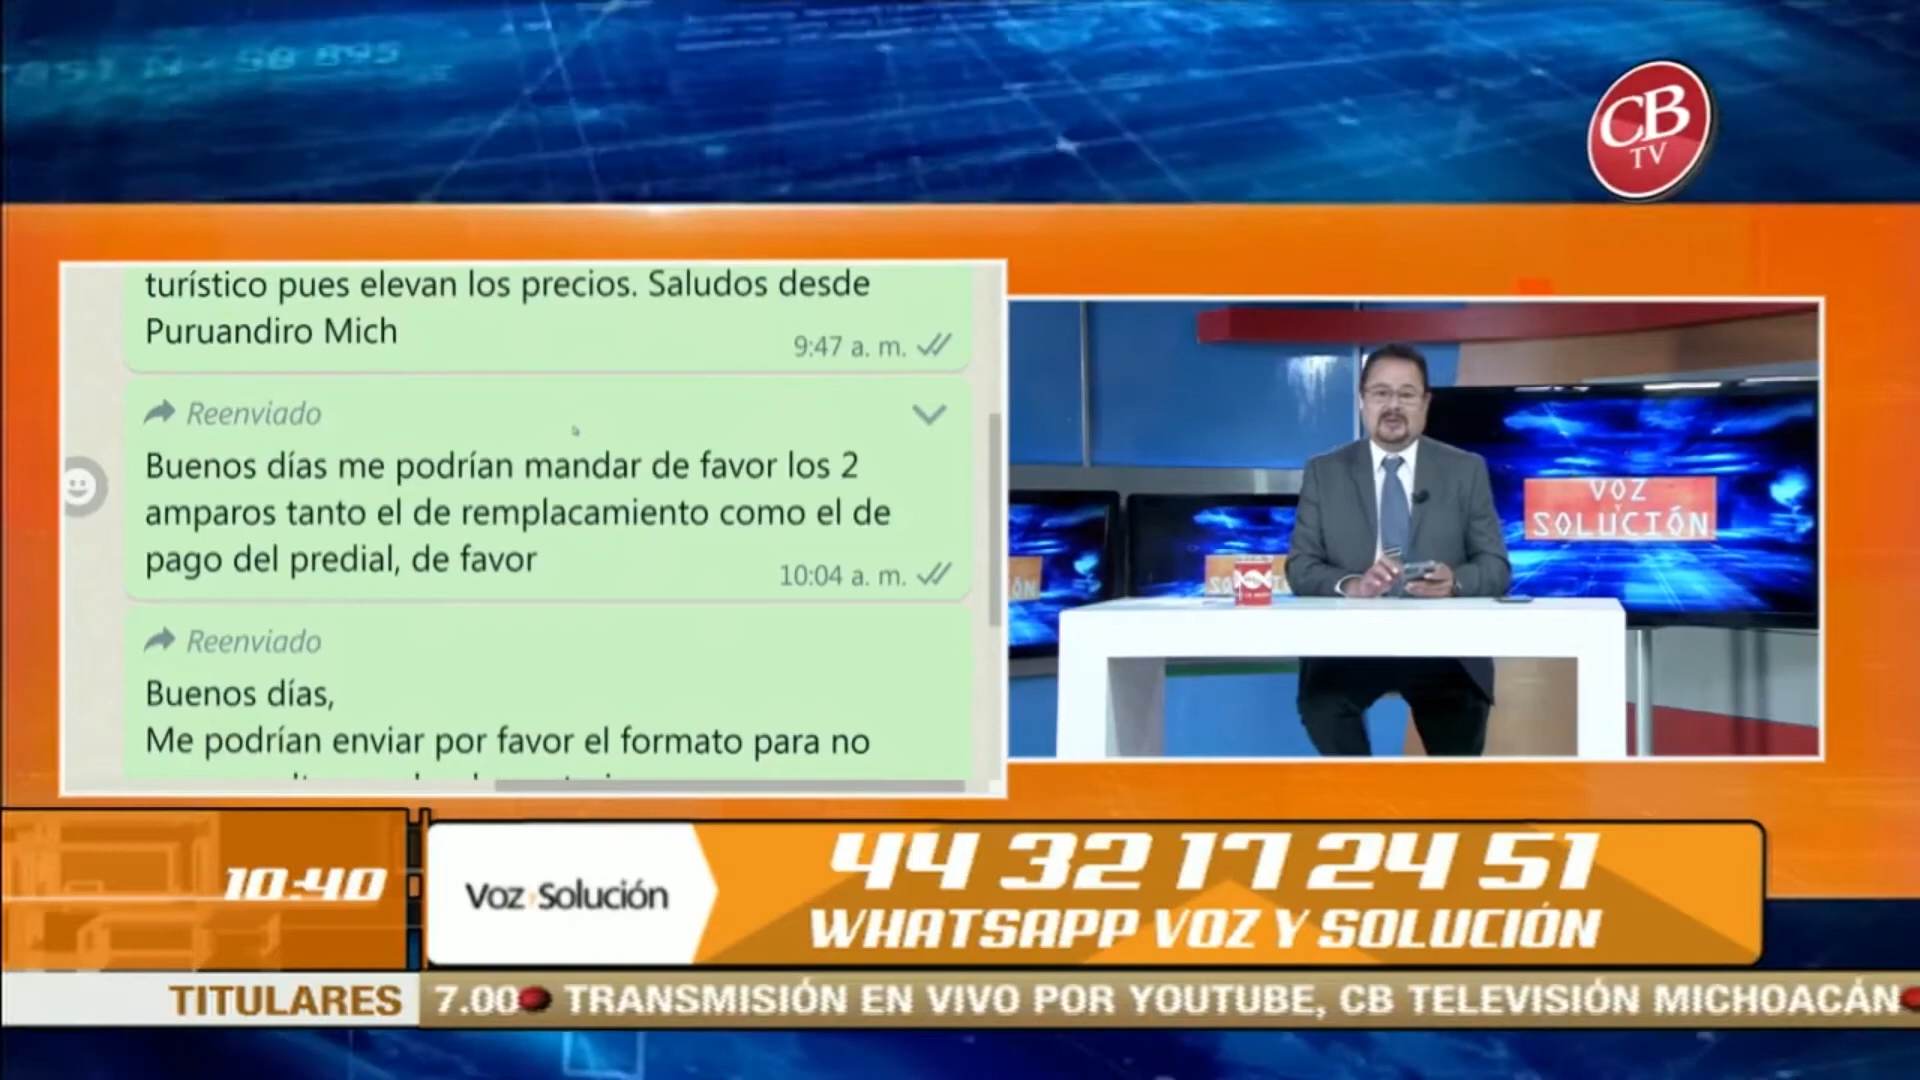 CB
TV
turístico pues elevan los precios. Saludos desde
Puruandiro Mich
9:47 a. m.
Reenviado
Buenos días me podrían mandar de favor los 2
amparos tanto el de remplacamiento como el de
pago del predial, de favor
10:04 a. m.
Reenviado
Buenos días,
Me podrían enviar por favor el formato para no
VOZ
Y
SOLUCIÓN
10:40
Voz y Solución
44 32 17 24 51
WHATSAPP VOZ Y SOLUCIÓN
TITULARES
7.00 TRANSMISIÓN EN VIVO POR YOUTUBE, CB TELEVISIÓN MICHOACÁN